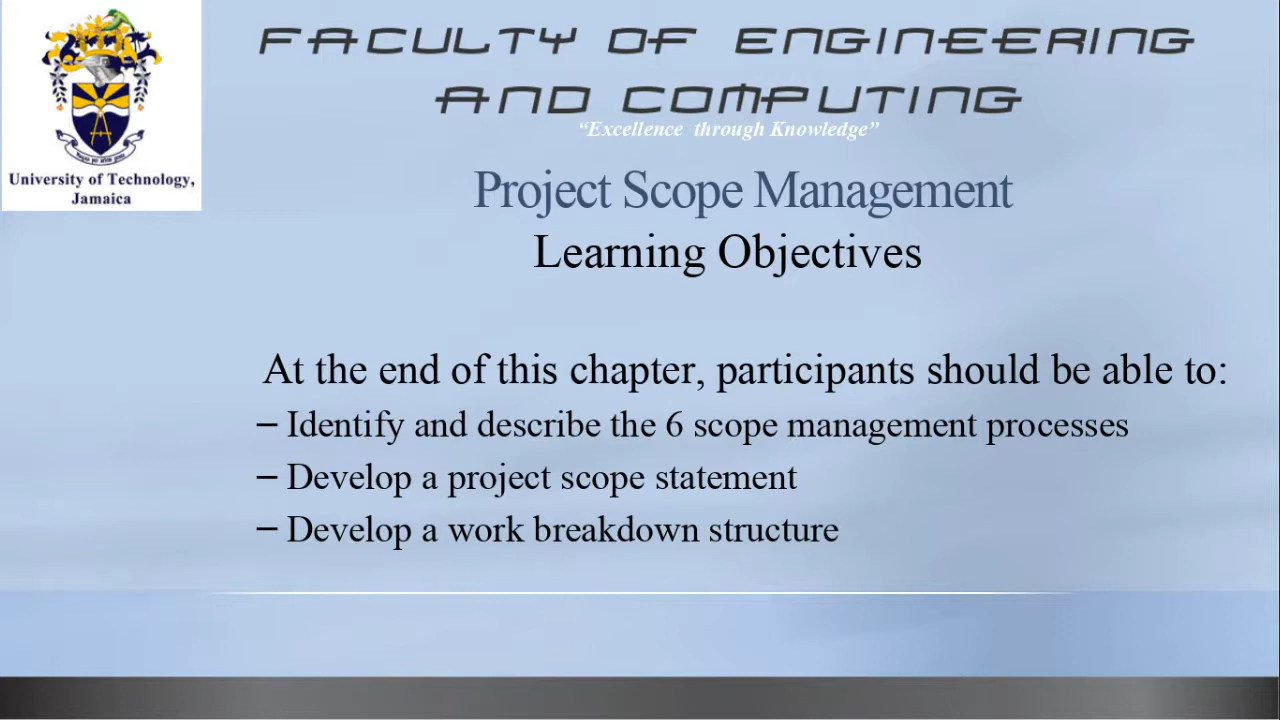 University of Technology,
Jamaica
FACULTY OF ENGINEERING
AND COMPUTING
“Excellence through Knowledge”
Project Scope Management
Learning Objectives
At the end of this chapter, participants should be able to:
– Identify and describe the 6 scope management processes
– Develop a project scope statement
– Develop a work breakdown structure